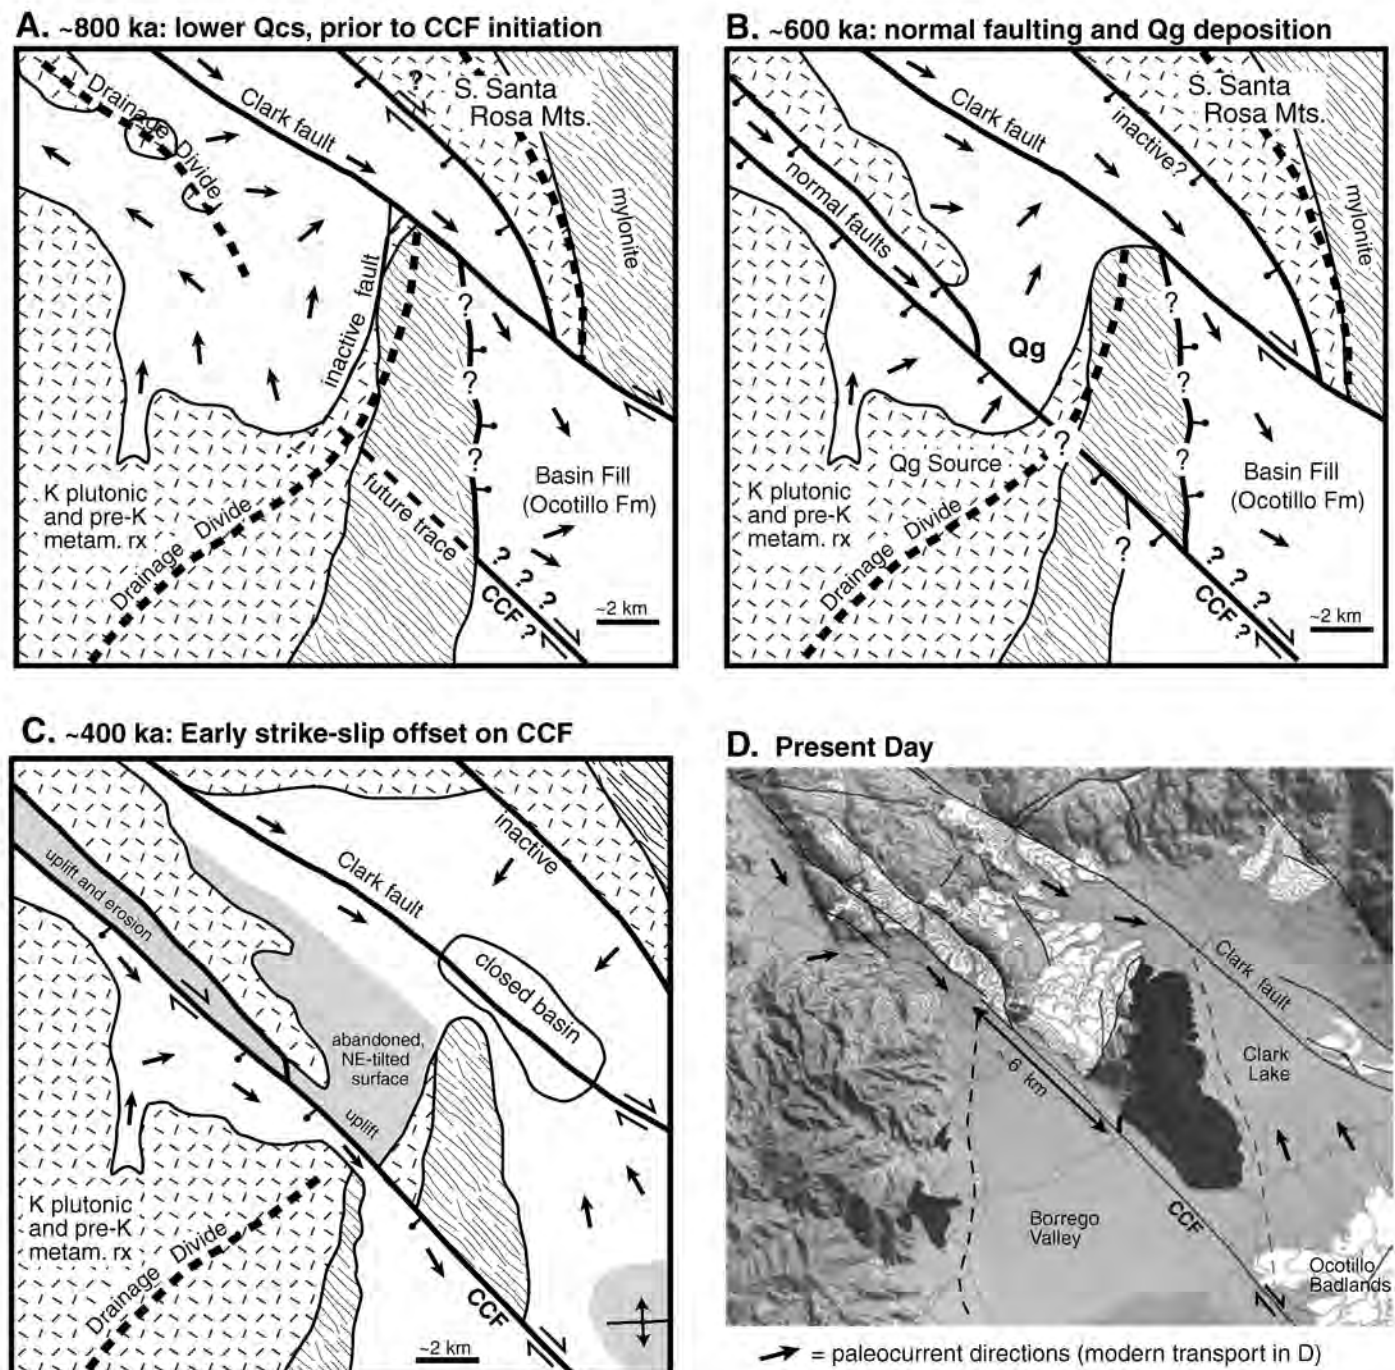 A. ~800 ka: lower Qcs, prior to CCF initiation
Drainage Divide
Clark fault
?
S. Santa
Rosa Mts.
mylonite
inactive fault
?
?
?
?
future trace
Basin Fill
(Ocotillo Fm)
K plutonic
and pre-K
metam. rx
Drainage Divide
? ? ?
CCF ?
~2 km
B. ~600 ka: normal faulting and Qg deposition
Clark fault
inactive?
S. Santa
Rosa Mts.
mylonite
normal faults
Qg
?
?
?
?
Qg Source
?
Basin Fill
(Ocotillo Fm)
K plutonic
and pre-K
metam. rx
Drainage Divide
?
? ? ?
CCF ?
~2 km
C. ~400 ka: Early strike-slip offset on CCF
uplift and erosion
Clark fault
inactive
closed basin
abandoned,
NE-tilted
surface
uplift
K plutonic
and pre-K
metam. rx
Drainage Divide
CCF
~2 km
D. Present Day
Clark fault
Clark
Lake
~ 6 km
Borrego
Valley
CCF
Ocotillo
Badlands
= paleocurrent directions (modern transport in D)